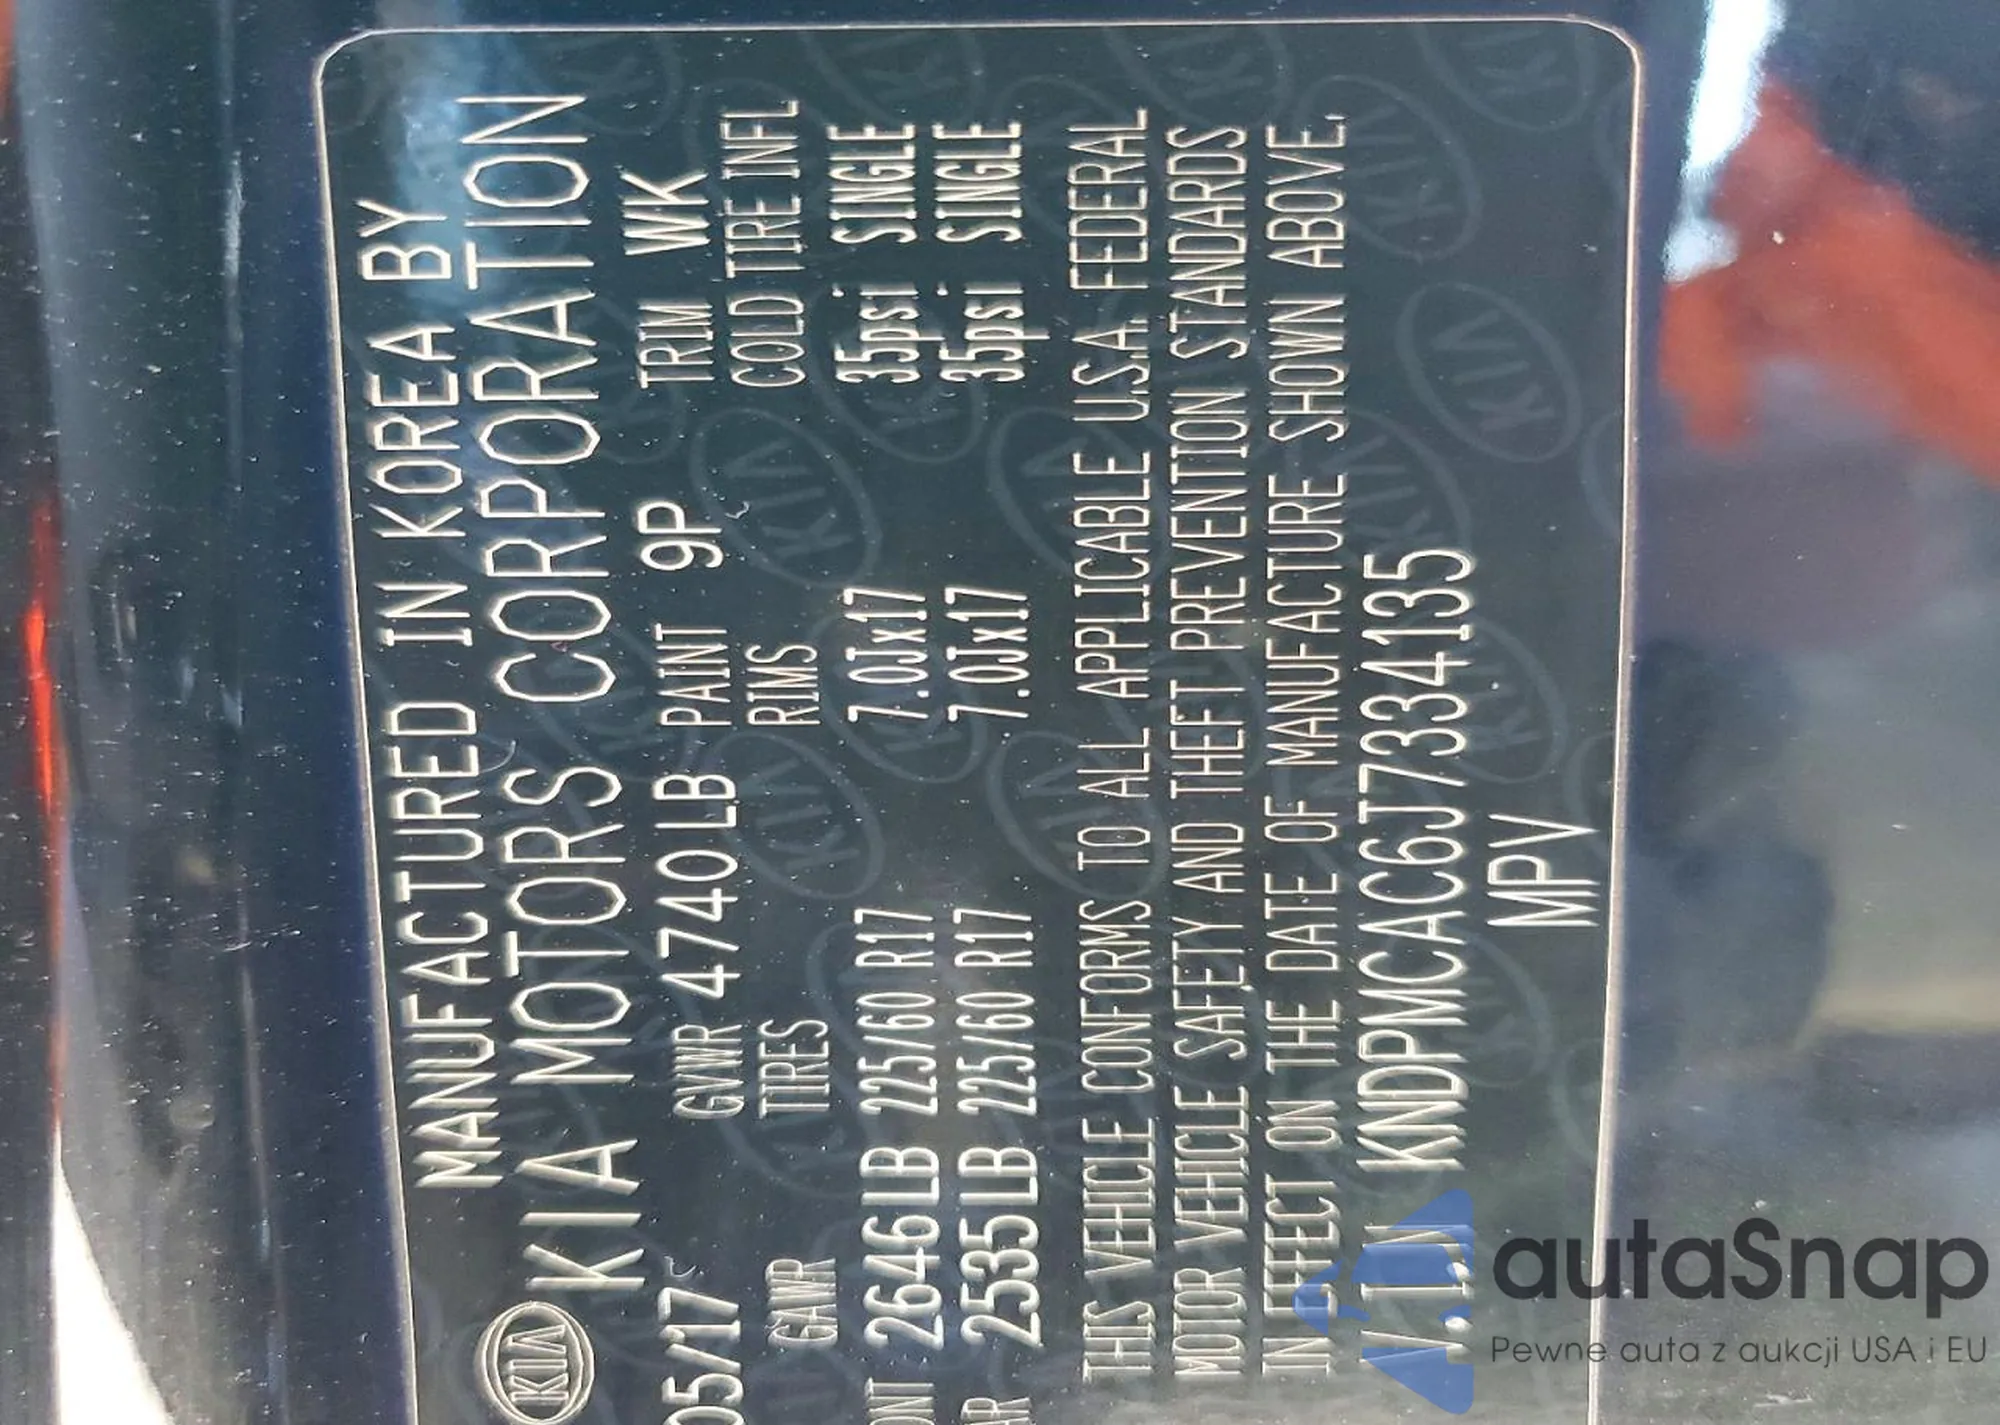 MANUFACTURED IN KOREA BY
KIA KIA MOTORS CORPORATION
05/17 GVWR 4740LB PAINT 9P TRIM WK
GAWR TIRES RIMS COLD TIRE INFL
2646LB 225/60 R17 7.0Jx17 35psi SINGLE
2535LB 225/60 R17 7.0Jx17 35psi SINGLE
THIS VEHICLE CONFORMS TO ALL APPLICABLE U.S.A. FEDERAL
MOTOR VEHICLE SAFETY AND THEFT PREVENTION STANDARDS
IN EFFECT ON THE DATE OF MANUFACTURE SHOWN ABOVE.
V.I.N KNDPMCAC6J7334135
MPV
autaSnap
Pewne auta z aukcji USA i EU